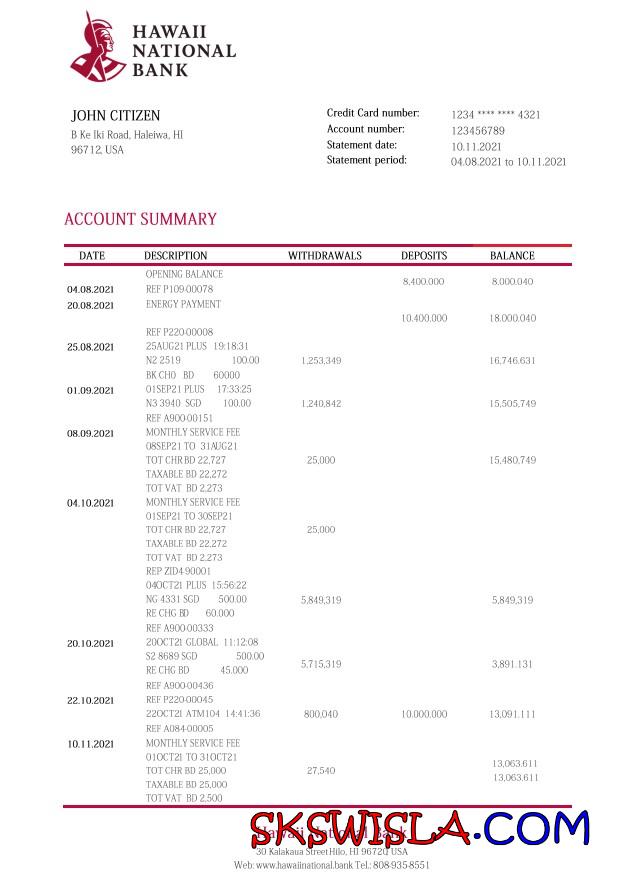 HAWAII
NATIONAL
BANK
JOHN CITIZEN
B Ke Iki Road, Haleiwa, HI
96712, USA
Credit Card number: 1234 **** **** 4321
Account number: 123456789
Statement date: 10.11.2021
Statement period: 04.08.2021 to 10.11.2021
ACCOUNT SUMMARY
DATE DESCRIPTION WITHDRAWALS DEPOSITS BALANCE
OPENING BALANCE
8,400.000 8.000.040
04.08.2021 REF P109-00078
20.08.2021 ENERGY PAYMENT
10.400.000 18.000.040
REF P220-00008
25.08.2021 25AUG21 PLUS 19:18:31
N2 2519 100.00 1,253,349 16,746.631
BK CH0 BD 60000
01.09.2021 01SEP21 PLUS 17:33:25
N3 3940 SGD 100.00 1,240,842 15,505,749
REF A900-00151
08.09.2021 MONTHLY SERVICE FEE
08SEP21 TO 31AUG21
TOT CHR BD 22,727 25,000 15,480,749
TAXABLE BD 22,272
TOT VAT BD 2,273
04.10.2021 MONTHLY SERVICE FEE
01SEP21 TO 30SEP21
TOT CHR BD 22,727 25,000
TAXABLE BD 22,272
TOT VAT BD 2,273
REP ZID4 90001
04OCT21 PLUS 15:56:22
NG 4331 SGD 500.00 5,849,319 5,849,319
RE CHG BD 60.000
REF A900-00333
20.10.2021 20OCT21 GLOBAL 11:12:08
S2 8689 SGD 500.00
5,715,319 3,891.131
RE CHG BD 45.000
REF A900-00436
22.10.2021 REF P220-00045
22OCT21 ATM104 14:41:36 800,040 10.000.000 13,091.111
REF A084-00005
10.11.2021 MONTHLY SERVICE FEE
01OCT21 TO 31OCT21
13,063.611
TOT CHR BD 25,000 27,540
13,063.611
TAXABLE BD 25,000
TOT VAT BD 2,500
SKSWISLA.COM
Hawaii National Bank
30 Kalakaua Street Hilo, HI 96720 USA
Web: www.hawaiinational.bank Tel.: 808-935-8551